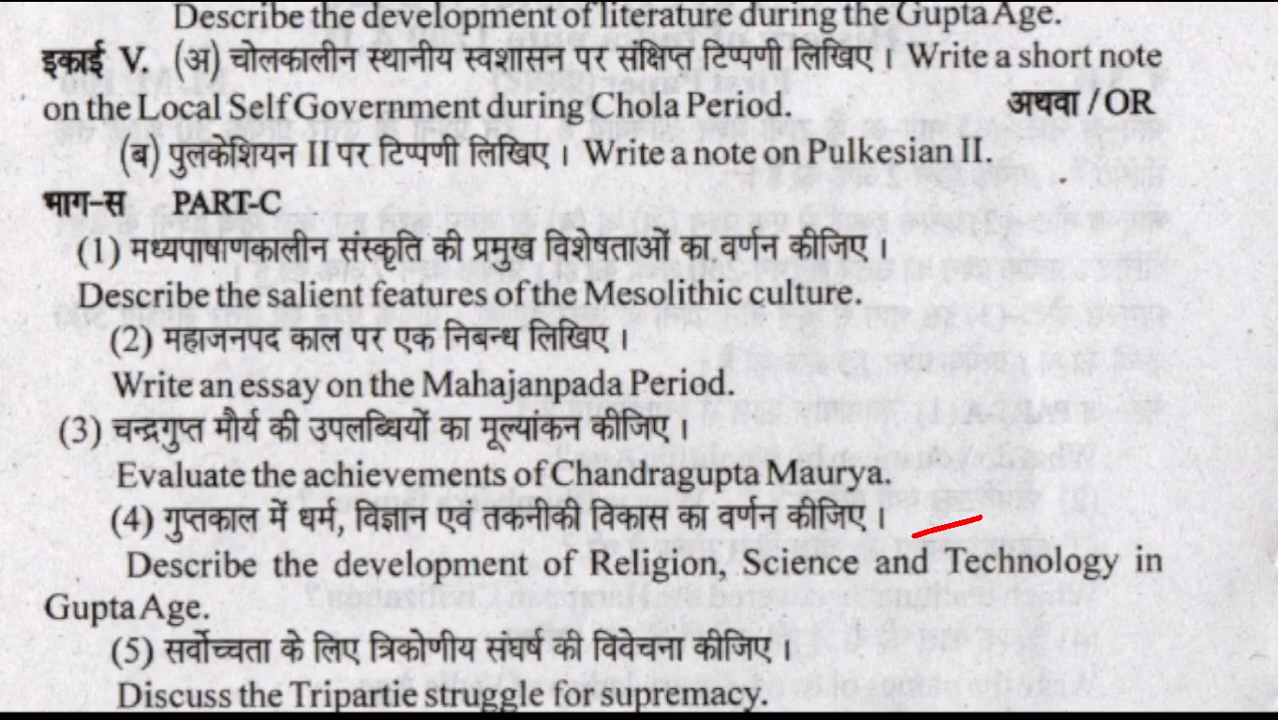 Describe the development of literature during the Gupta Age.
इकाई V. (अ) चोलकालीन स्थानीय स्वशासन पर संक्षिप्त टिप्पणी लिखिए । Write a short note
on the Local Self Government during Chola Period. अथवा / OR
(ब) पुलकेशियन II पर टिप्पणी लिखिए । Write a note on Pulkesian II.
भाग-स PART-C
(1) मध्यपाषाणकालीन संस्कृति की प्रमुख विशेषताओं का वर्णन कीजिए ।
Describe the salient features of the Mesolithic culture.
(2) महाजनपद काल पर एक निबन्ध लिखिए ।
Write an essay on the Mahajanpada Period.
(3) चन्द्रगुप्त मौर्य की उपलब्धियों का मूल्यांकन कीजिए ।
Evaluate the achievements of Chandragupta Maurya.
(4) गुप्तकाल में धर्म, विज्ञान एवं तकनीकी विकास का वर्णन कीजिए ।
Describe the development of Religion, Science and Technology in
Gupta Age.
(5) सर्वोच्चता के लिए त्रिकोणीय संघर्ष की विवेचना कीजिए ।
Discuss the Tripartie struggle for supremacy.